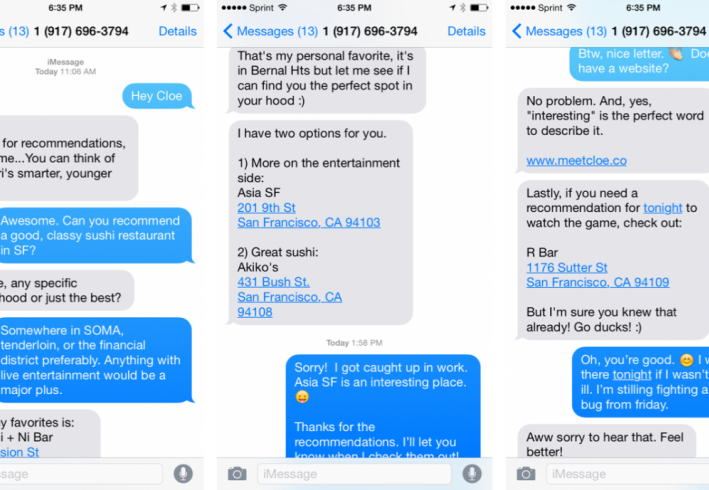 6:35 PM
s (13) 1 (917) 696-3794
Details
iMessage
Today 11:06 AM
Hey Cloe
for recommendations,
me...You can think of
ri's smarter, younger
Awesome. Can you recommend
a good, classy sushi restaurant
in SF?
e, any specific
hood or just the best?
Somewhere in SOMA,
tenderloin, or the financial
district preferably. Anything with
live entertainment would be a
major plus.
y favorites is:
i + Ni Bar
sion St
sage
Sprint
6:35 PM
Messages (13) 1 (917) 696-3794
Details
That's my personal favorite, it's
in Bernal Hts but let me see if I
can find you the perfect spot in
your hood :)
I have two options for you.
1) More on the entertainment
side:
Asia SF
201 9th St
San Francisco, CA 94103
2) Great sushi:
Akiko's
431 Bush St.
San Francisco, CA
94108
Today 1:58 PM
Sorry! I got caught up in work.
Asia SF is an interesting place.
😝
Thanks for the
recommendations. I'll let you
know when I check them out!
iMessage
Sprint
6:35 PM
Messages (13) 1 (917) 696-3794
Btw, nice letter. 👏 Do
have a website?
No problem. And, yes,
"interesting" is the perfect word
to describe it.
www.meetcloe.co
Lastly, if you need a
recommendation for tonight to
watch the game, check out:
R Bar
1176 Sutter St
San Francisco, CA 94109
But I'm sure you knew that
already! Go ducks! :)
Oh, you're good. 😊 I w
there tonight if I wasn't
ill. I'm stilling fighting a
bug from friday.
Aww sorry to hear that. Feel
better!
iMessage